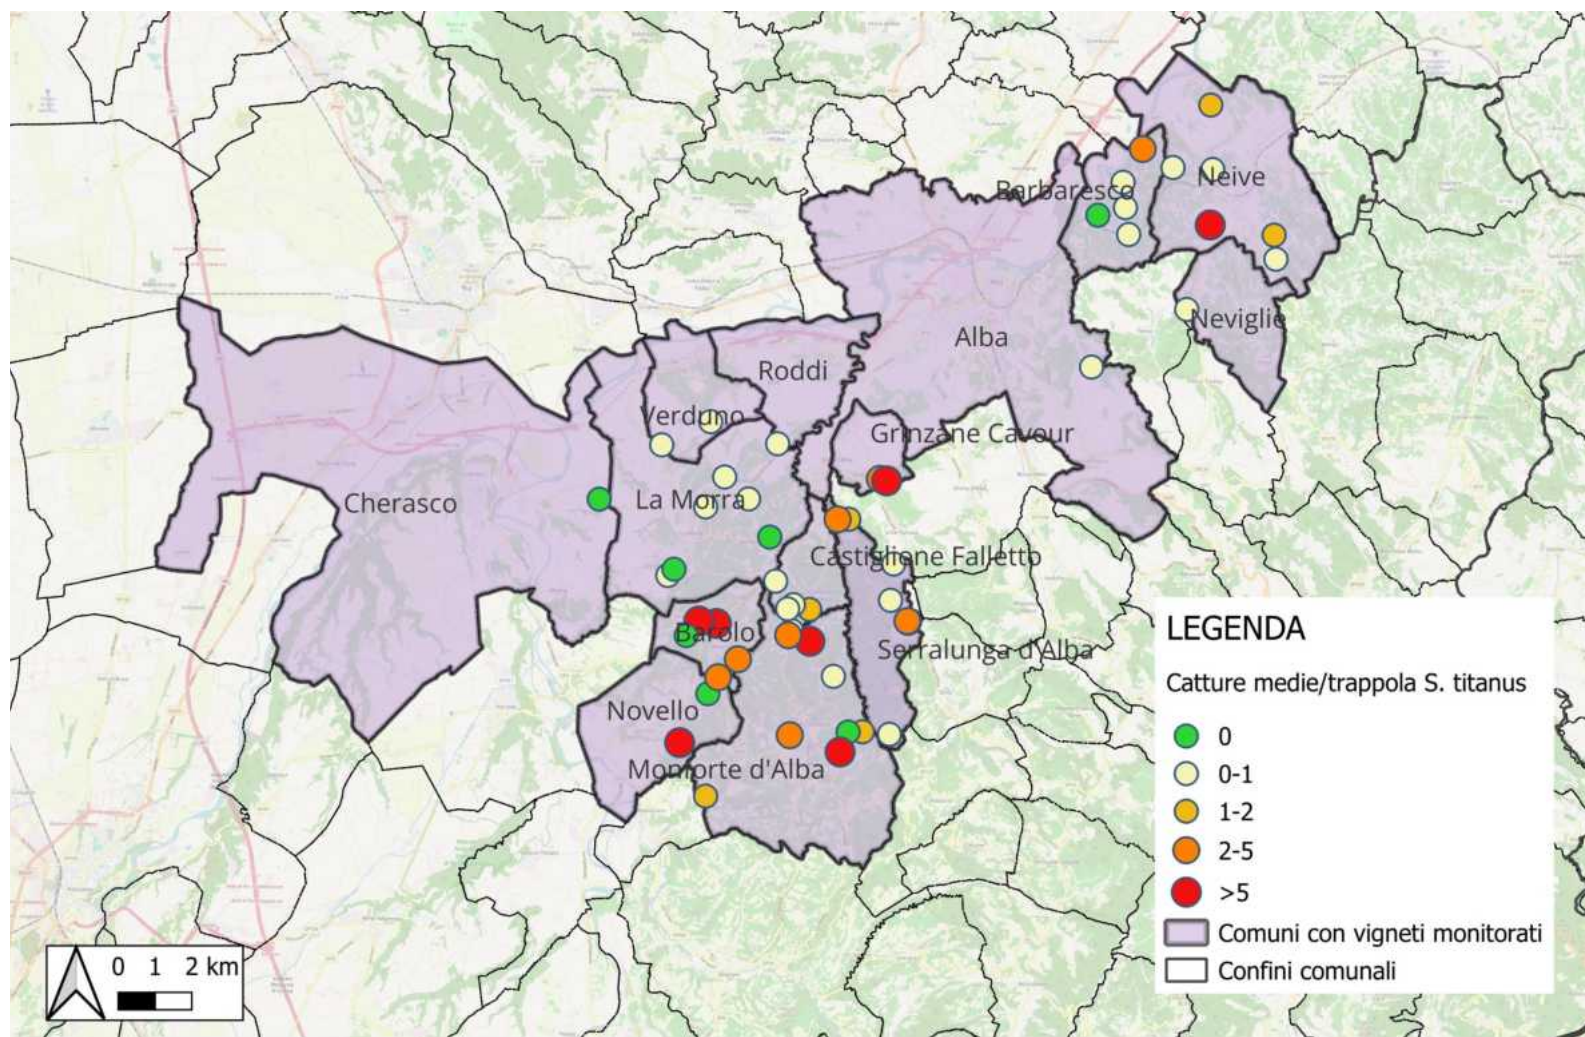 Barbaresco
Neive
Neviglie
Alba
Roddi
Verduno
Grinzane Cavour
Cherasco
La Morra
Castiglione Falletto
Barolo
Serralunga d'Alba
Novello
Monforte d'Alba
LEGENDA
Catture medie/trappola S. titanus
0
0-1
1-2
2-5
>5
Comuni con vigneti monitorati
Confini comunali
0 1 2 km